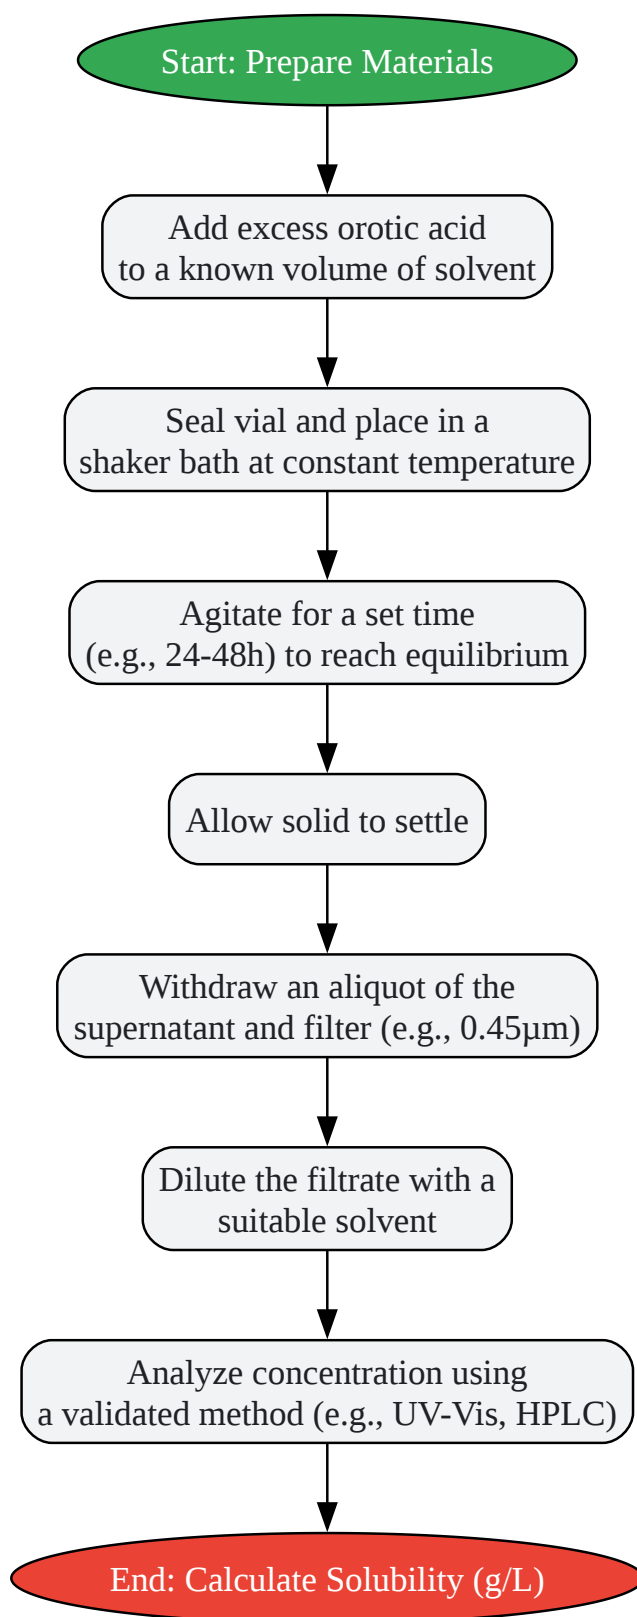 Start: Prepare Materials
Add excess orotic acid
to a known volume of solvent
Seal vial and place in a
shaker bath at constant temperature
Agitate for a set time
(e.g., 24-48h) to reach equilibrium
Allow solid to settle
Withdraw an aliquot of the
supernatant and filter (e.g., 0.45µm)
Dilute the filtrate with a
suitable solvent
Analyze concentration using
a validated method (e.g., UV-Vis, HPLC)
End: Calculate Solubility (g/L)